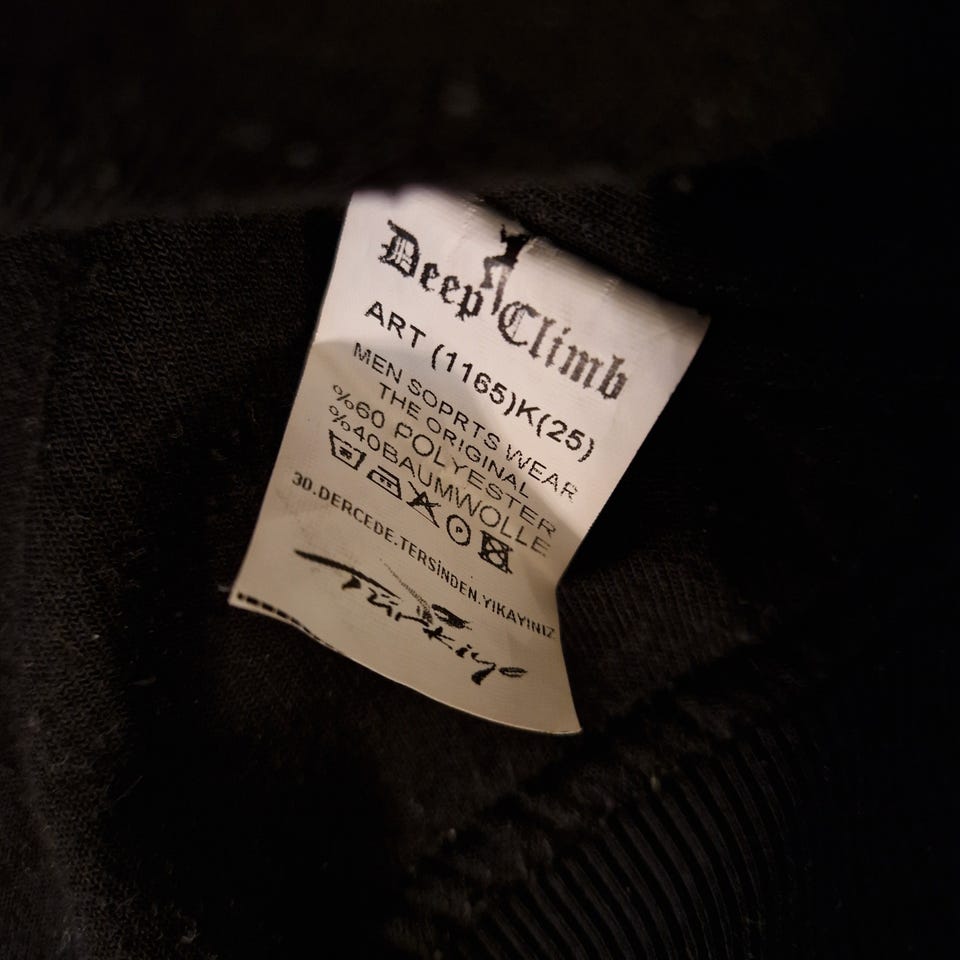 Deep Climb
ART (1165)K(25)
MEN SOPRTS WEAR
THE ORIGINAL
%60 POLYESTER
%40BAUMWOLLE
30.DERCEDE.TERSİNDEN.YIKAYINIZ
Türkiye